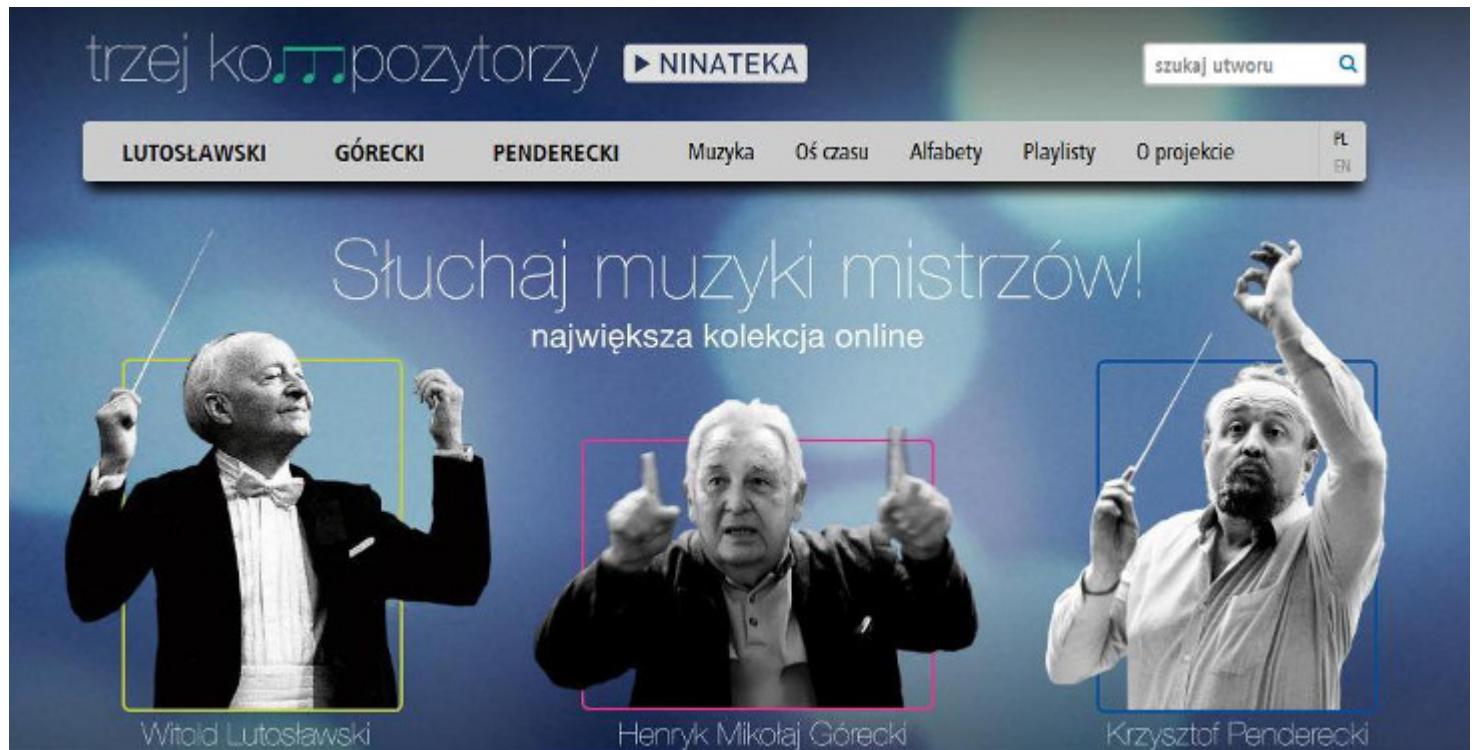 trzej kompozytorzy NINATEKA
szukaj utworu
LUTOSŁAWSKI GÓRECKI PENDERECKI Muzyka Oś czasu Alfabety Playlisty O projekcie PL
EN
Słuchaj muzyki mistrzów!
największa kolekcja online
Witold Lutosławski Henryk Mikołaj Górecki Krzysztof Penderecki